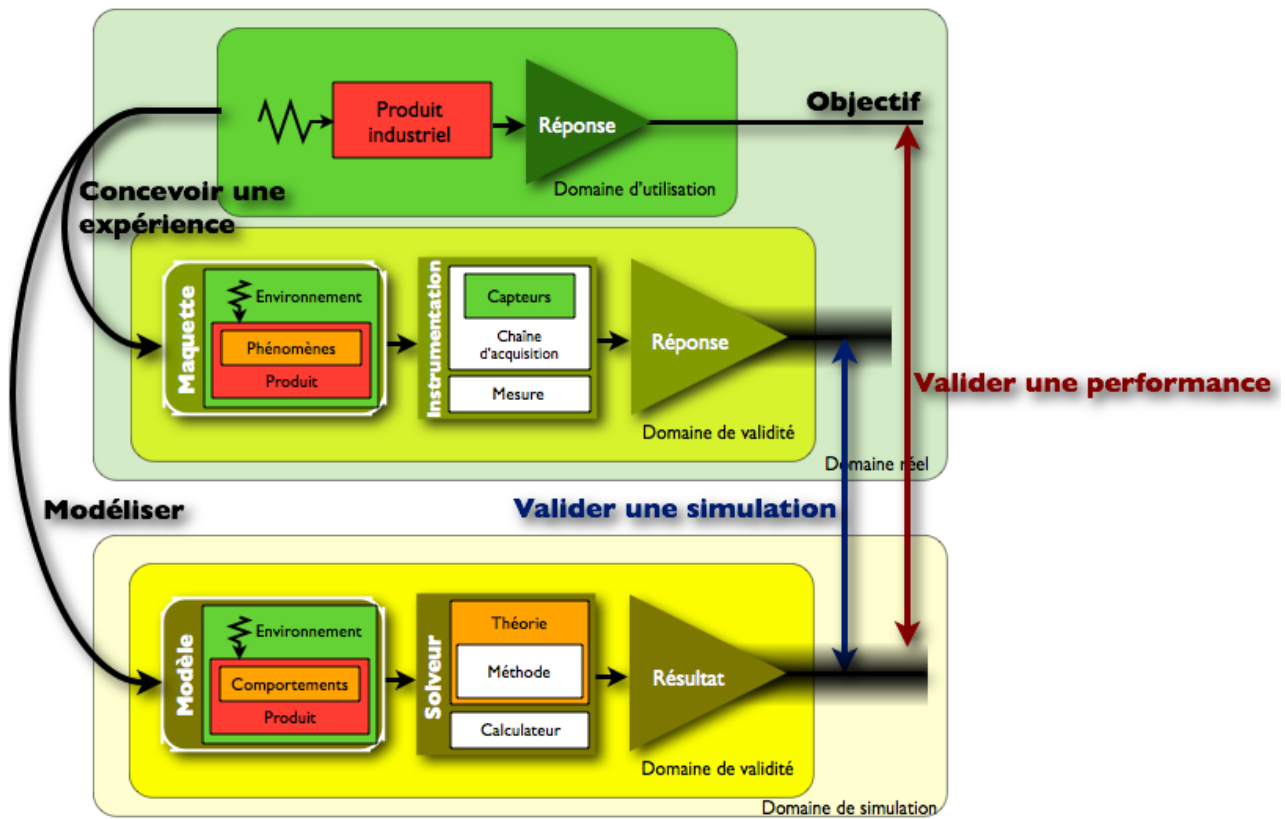 Objectif
Produit
industriel
Réponse
Domaine d'utilisation
Concevoir une
expérience
Maquette
Environnement
Phénomènes
Produit
Instrumentation
Capteurs
Chaîne
d'acquisition
Mesure
Réponse
Domaine de validité
Domaine réel
Valider une performance
Modéliser
Valider une simulation
Modèle
Environnement
Comportements
Produit
Solveur
Théorie
Méthode
Calculateur
Résultat
Domaine de validité
Domaine de simulation